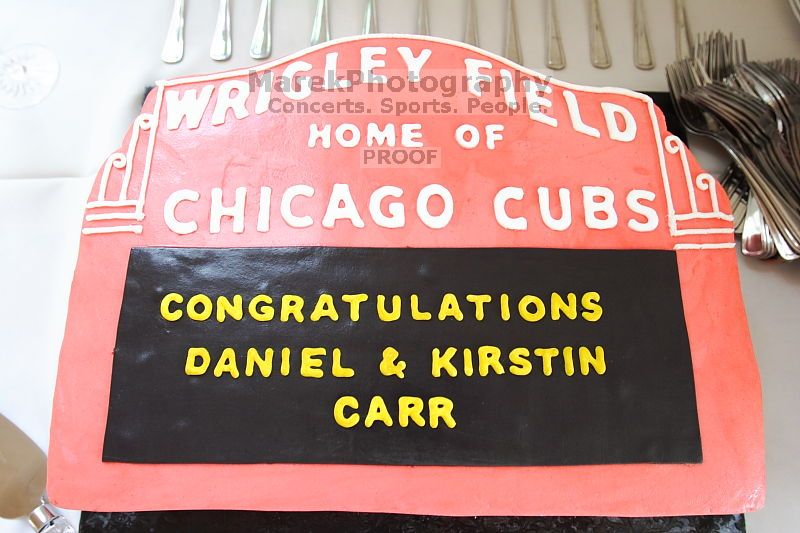 WRIGLEY FIELD
MarekPhotography
Concerts. Sports. People.
HOME OF
PROOF
CHICAGO CUBS
CONGRATULATIONS
DANIEL & KIRSTIN
CARR